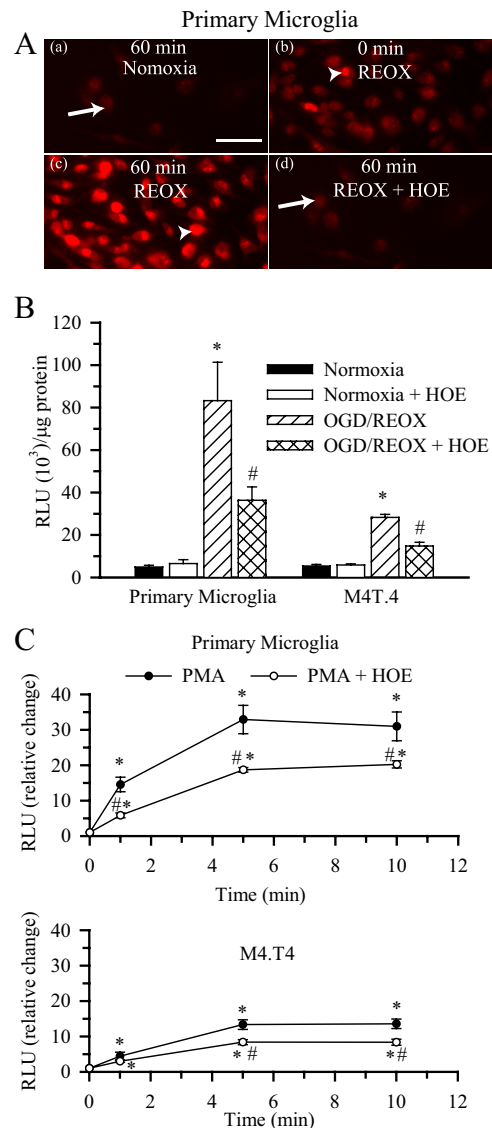 Primary Microglia
A
(a)
60 min
Nomoxia
(b)
0 min
REOX
(c)
60 min
REOX
(d)
60 min
REOX + HOE
B
RLU (10³)/µg protein
120
100
80
60
40
20
0
*
#
*
#
Normoxia
Normoxia + HOE
OGD/REOX
OGD/REOX + HOE
Primary Microglia
M4T.4
C
Primary Microglia
PMA
PMA + HOE
RLU (relative change)
40
30
20
10
0
*
#*
*
#*
*
#*
0 2 4 6 8 10 12
Time (min)
M4.T4
RLU (relative change)
40
30
20
10
0
*
*
*
*#
*
*#
0 2 4 6 8 10 12
Time (min)